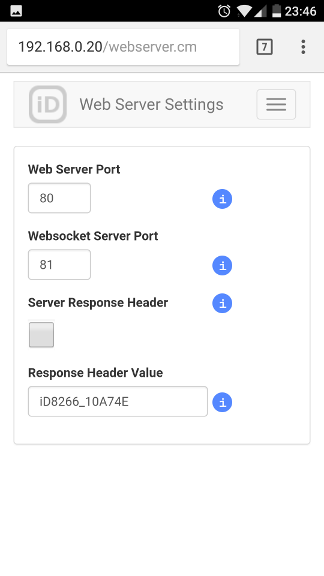 23:46
192.168.0.20/webserver.cm
7
iD
Web Server Settings
Web Server Port
80
i
Websocket Server Port
81
i
Server Response Header
i
Response Header Value
iD8266_10A74E
i